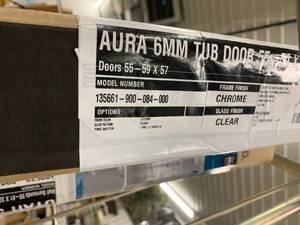 AURA 6MM TUB DOOR 55
Doors 55-59 X 57
MODEL NUMBER
135661-900-084-000
FRAME FINISH
CHROME
OPTIONS
GLASS FINISH
CLEAR